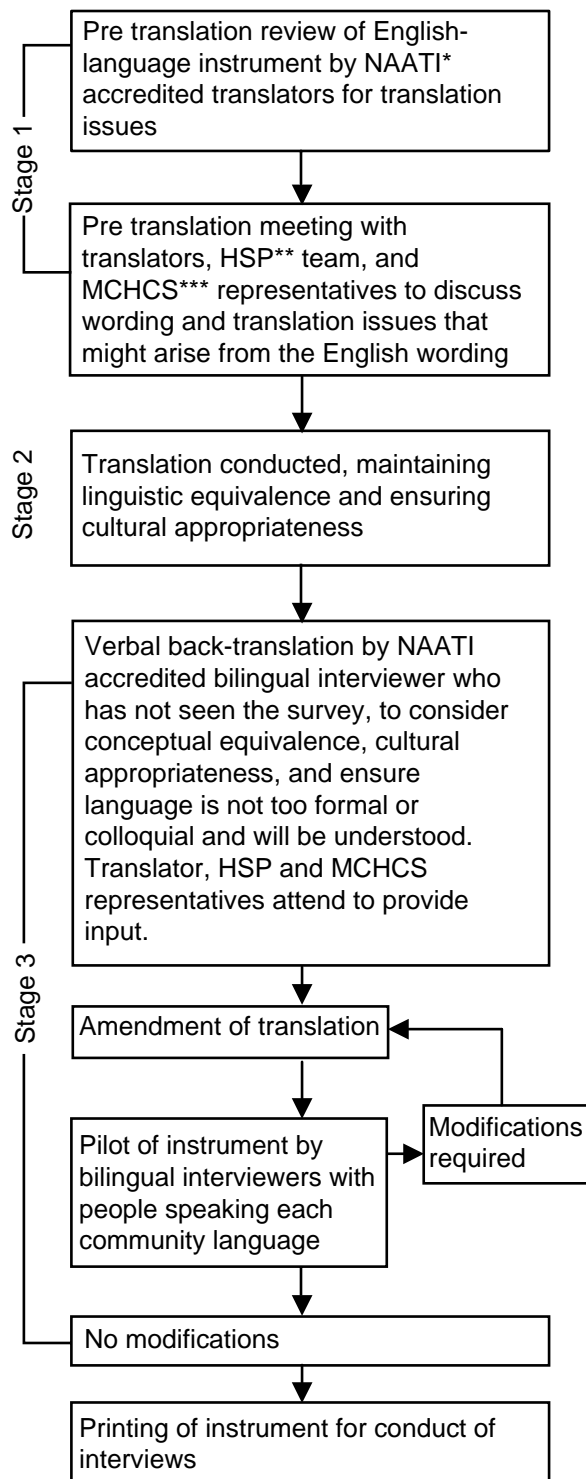 Stage 1
Pre translation review of English-
language instrument by NAATI*
accredited translators for translation
issues
Pre translation meeting with
translators, HSP** team, and
MCHCS*** representatives to discuss
wording and translation issues that
might arise from the English wording
Stage 2
Translation conducted, maintaining
linguistic equivalence and ensuring
cultural appropriateness
Stage 3
Verbal back-translation by NAATI
accredited bilingual interviewer who
has not seen the survey, to consider
conceptual equivalence, cultural
appropriateness, and ensure
language is not too formal or
colloquial and will be understood.
Translator, HSP and MCHCS
representatives attend to provide
input.
Amendment of translation
Pilot of instrument by
bilingual interviewers with
people speaking each
community language
Modifications
required
No modifications
Printing of instrument for conduct of
interviews